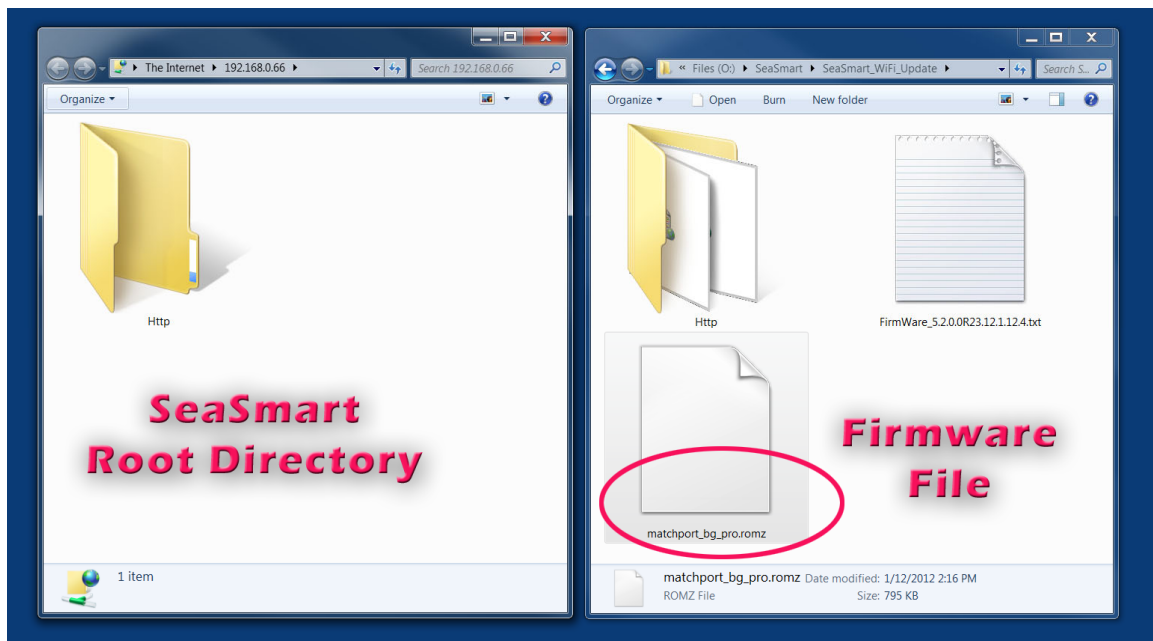 The Internet ▸ 192.168.0.66 ▸
Search 192.168.0.66
Organize
Http
SeaSmart
Root Directory
1 item
« Files (O:) ▸ SeaSmart ▸ SeaSmart_WiFi_Update ▸
Search S...
Organize Open Burn New folder
Http
FirmWare_5.2.0.0R23.12.1.12.4.txt
matchport_bg_pro.romz
Firmware
File
matchport_bg_pro.romz Date modified: 1/12/2012 2:16 PM
ROMZ File Size: 795 KB